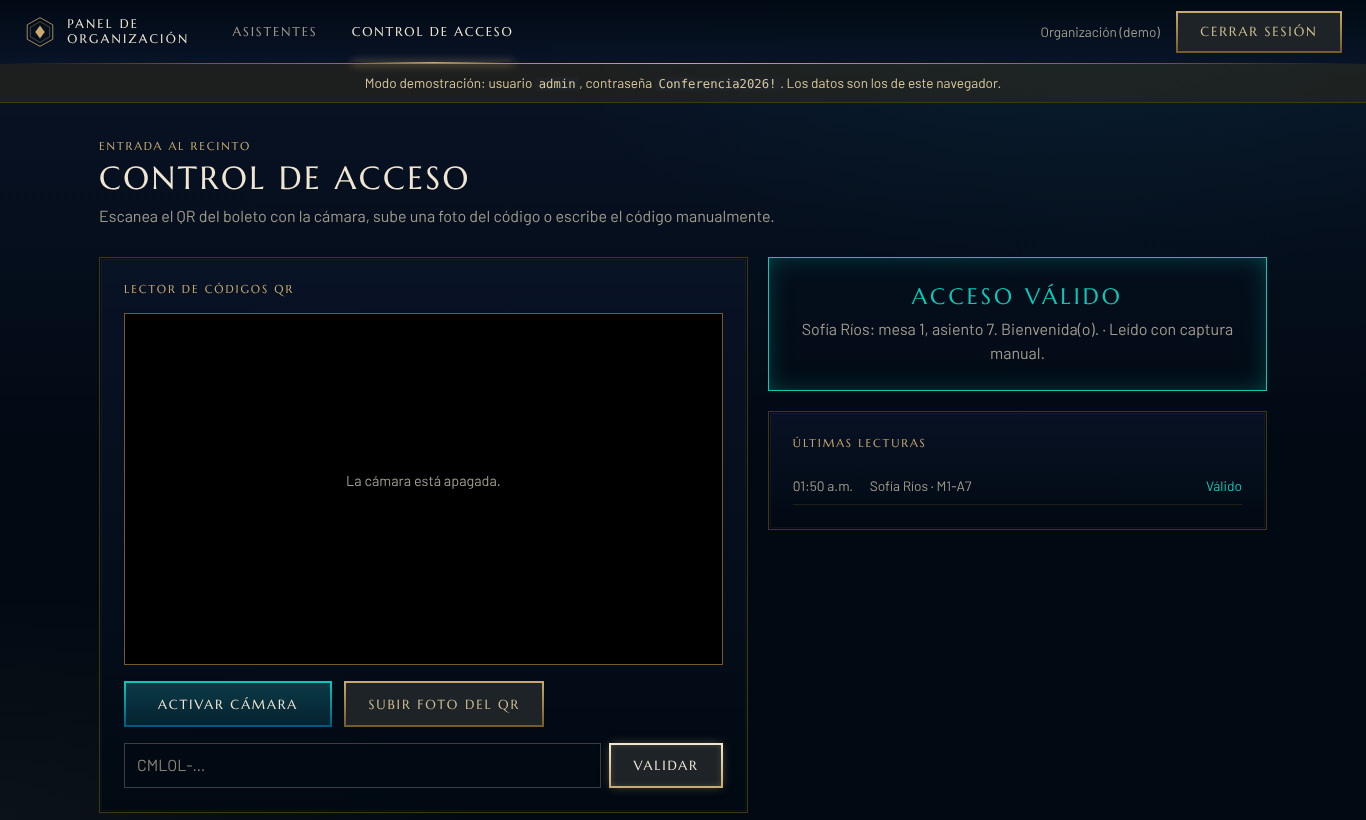 PANEL DE
ORGANIZACIÓN
ASISTENTES
CONTROL DE ACCESO
Organización (demo)
CERRAR SESIÓN
Modo demostración: usuario admin, contraseña Conferencia2026! . Los datos son los de este navegador.
ENTRADA AL RECINTO
CONTROL DE ACCESO
Escanea el QR del boleto con la cámara, sube una foto del código o escribe el código manualmente.
LECTOR DE CÓDIGOS QR
La cámara está apagada.
ACTIVAR CÁMARA
SUBIR FOTO DEL QR
CMLOL-...
VALIDAR
ACCESO VÁLIDO
Sofía Ríos: mesa 1, asiento 7. Bienvenida(o). · Leído con captura
manual.
ÚLTIMAS LECTURAS
01:50 a.m. Sofía Ríos · M1-A7 Válido